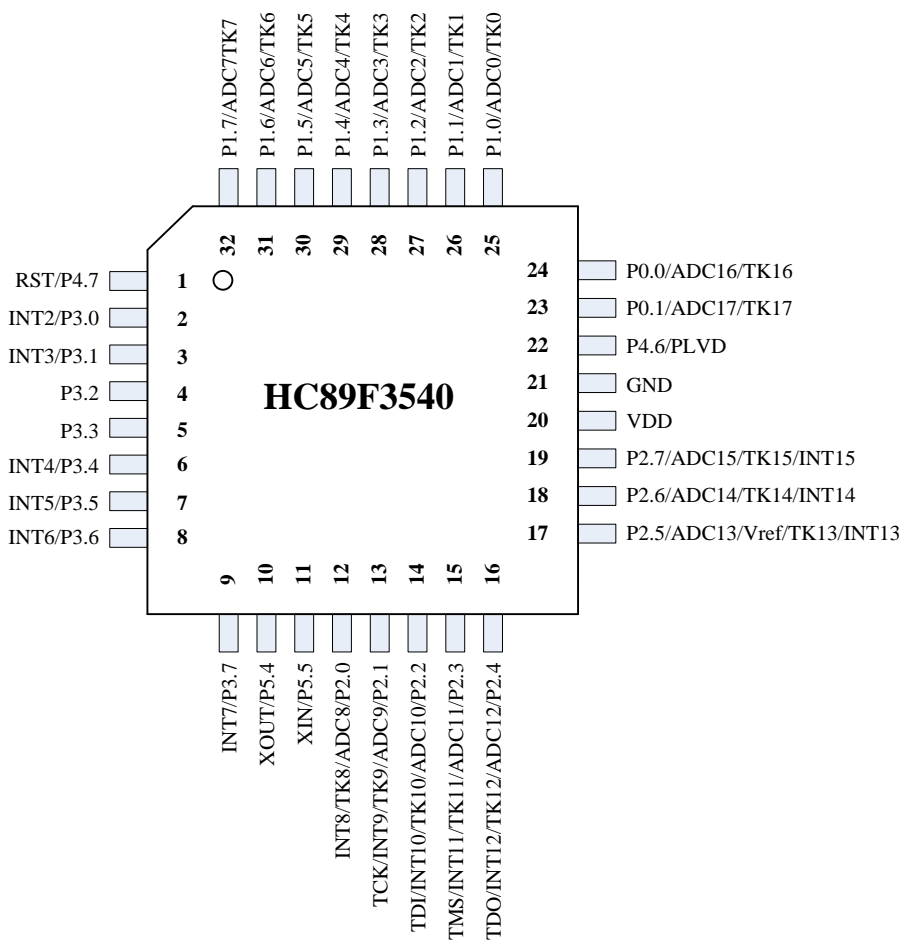 P1.7/ADC7TK7
P1.6/ADC6/TK6
P1.5/ADC5/TK5
P1.4/ADC4/TK4
P1.3/ADC3/TK3
P1.2/ADC2/TK2
P1.1/ADC1/TK1
P1.0/ADC0/TK0
32
31
30
29
28
27
26
25
RST/P4.7
1
INT2/P3.0
2
INT3/P3.1
3
P3.2
4
P3.3
5
INT4/P3.4
6
INT5/P3.5
7
INT6/P3.6
8
HC89F3540
24
P0.0/ADC16/TK16
23
P0.1/ADC17/TK17
22
P4.6/PLVD
21
GND
20
VDD
19
P2.7/ADC15/TK15/INT15
18
P2.6/ADC14/TK14/INT14
17
P2.5/ADC13/Vref/TK13/INT13
9
10
11
12
13
14
15
16
INT7/P3.7
XOUT/P5.4
XIN/P5.5
INT8/TK8/ADC8/P2.0
TCK/INT9/TK9/ADC9/P2.1
TDI/INT10/TK10/ADC10/P2.2
TMS/INT11/TK11/ADC11/P2.3
TDO/INT12/TK12/ADC12/P2.4